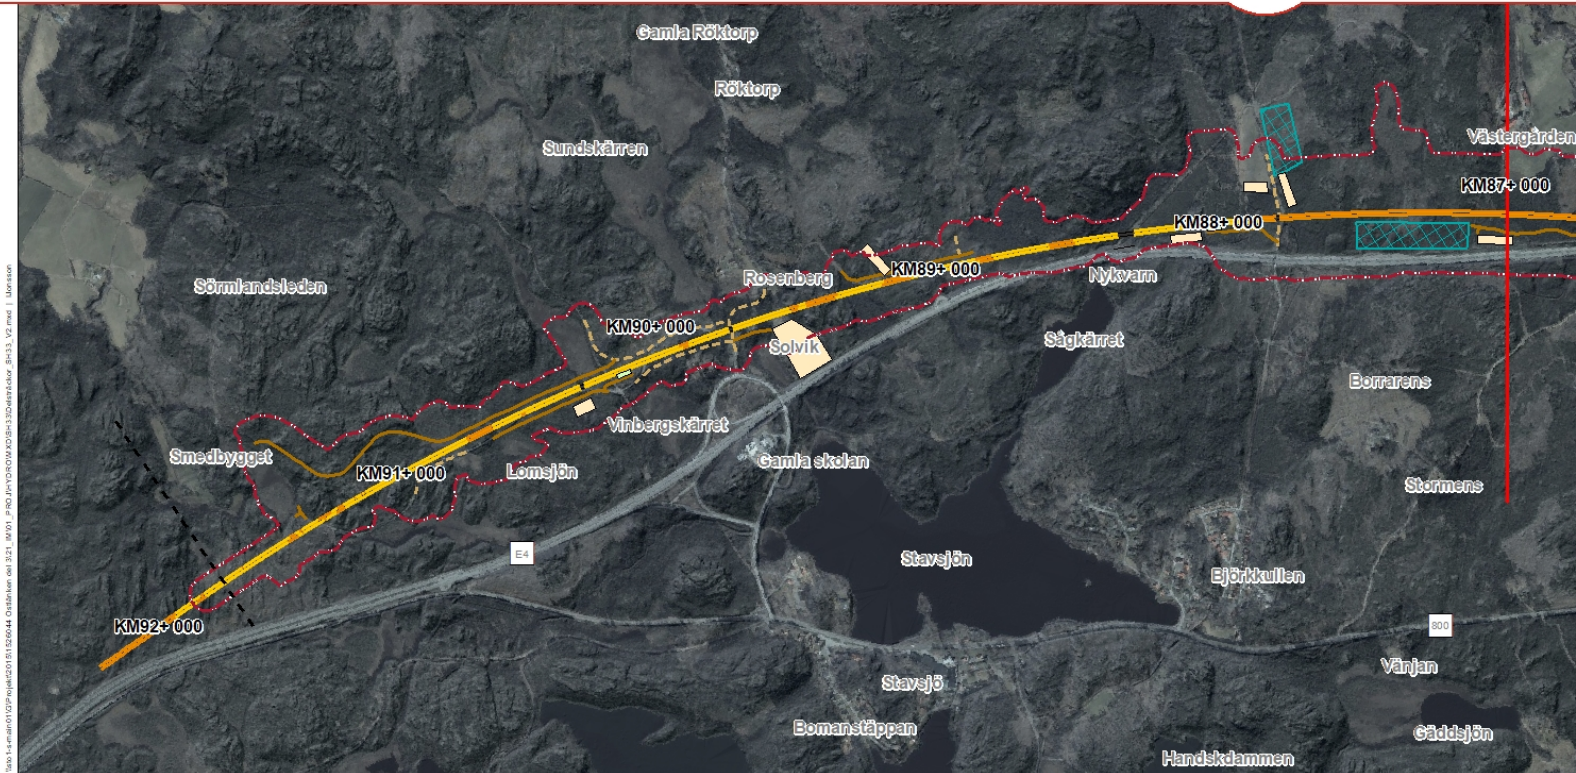 Gamla Röktorp
Röktorp
Sundskärren
Västergården
KM87+ 000
KM88+ 000
KM89+ 000
Nykvarn
Rosenberg
Sörmlandsleden
KM90+ 000
Solvik
Sågkärret
Borrarens
Vinbergskärret
Smedbygget
KM91+ 000
Lomsjön
Gamla skolan
Stormens
E4
Stavsjön
Björkkullen
KM92+ 000
800
Vänjan
Stavsjö
Bomanstäppan
Gäddsjön
Handskdammen